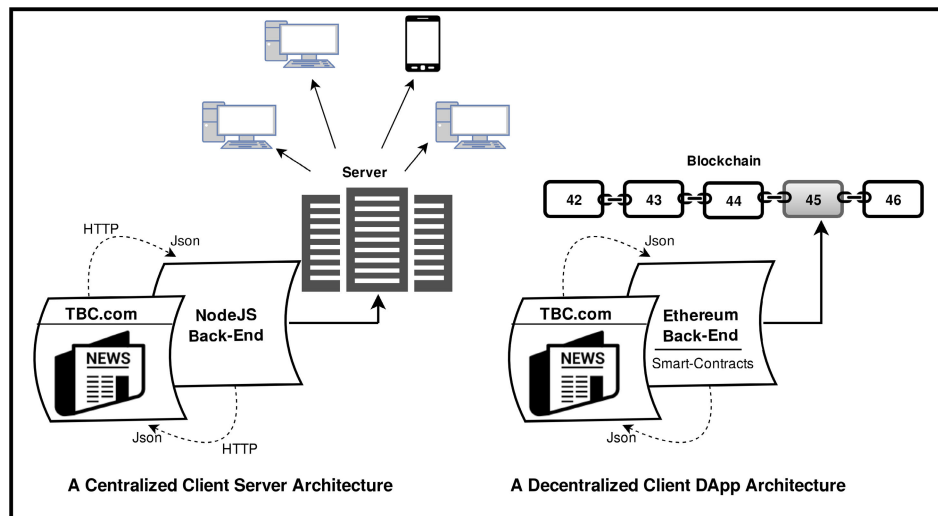 Server
HTTP
Json
TBC.com
NEWS
NodeJS
Back-End
Json
HTTP
A Centralized Client Server Architecture
Blockchain
42 43 44 45 46
Json
TBC.com
NEWS
Ethereum
Back-End
Smart-Contracts
Json
A Decentralized Client DApp Architecture